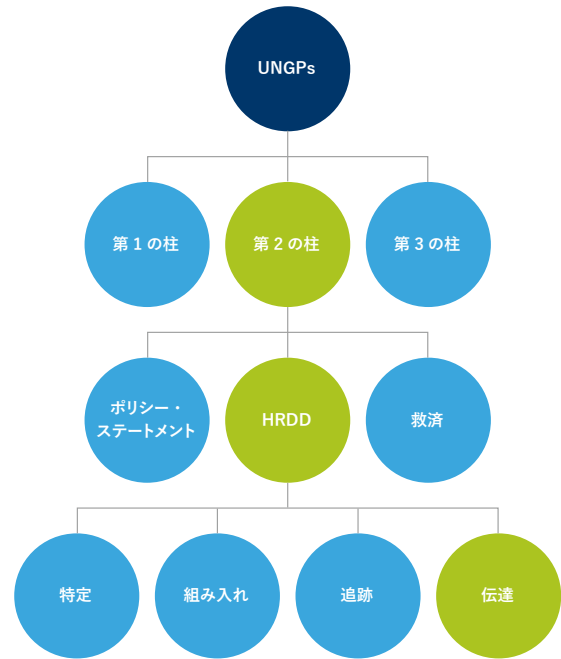 UNGPs
第 1 の柱
第 2 の柱
第 3 の柱
ポリシー・
ステートメント
HRDD
救済
特定
組み入れ
追跡
伝達